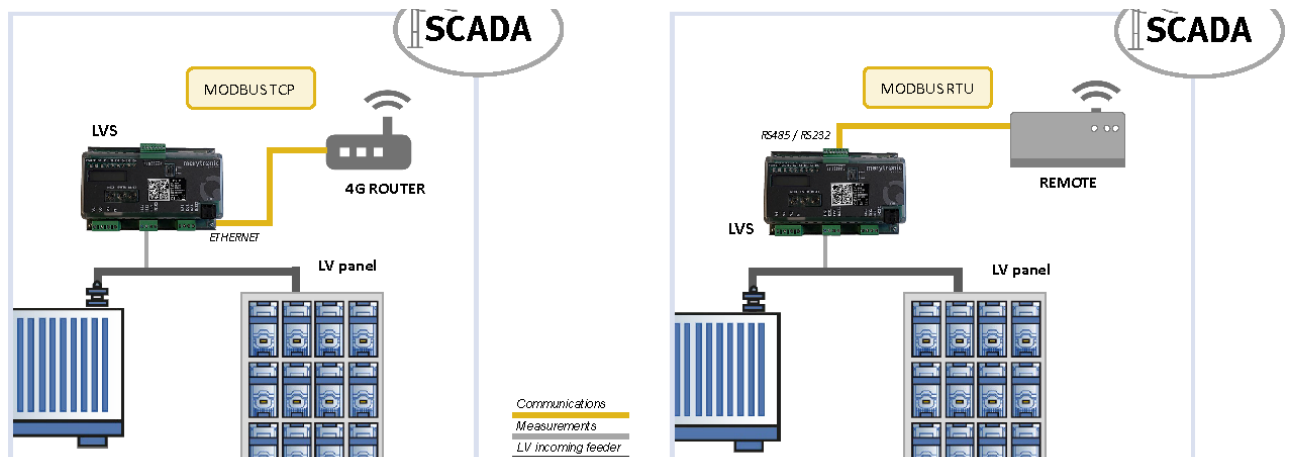 SCADA
MODBUS TCP
LVS
4G ROUTER
ETHERNET
LV panel
Communications
Measurements
LV incoming feeder
SCADA
MODBUS RTU
RS485 / RS232
REMOTE
LVS
LV panel